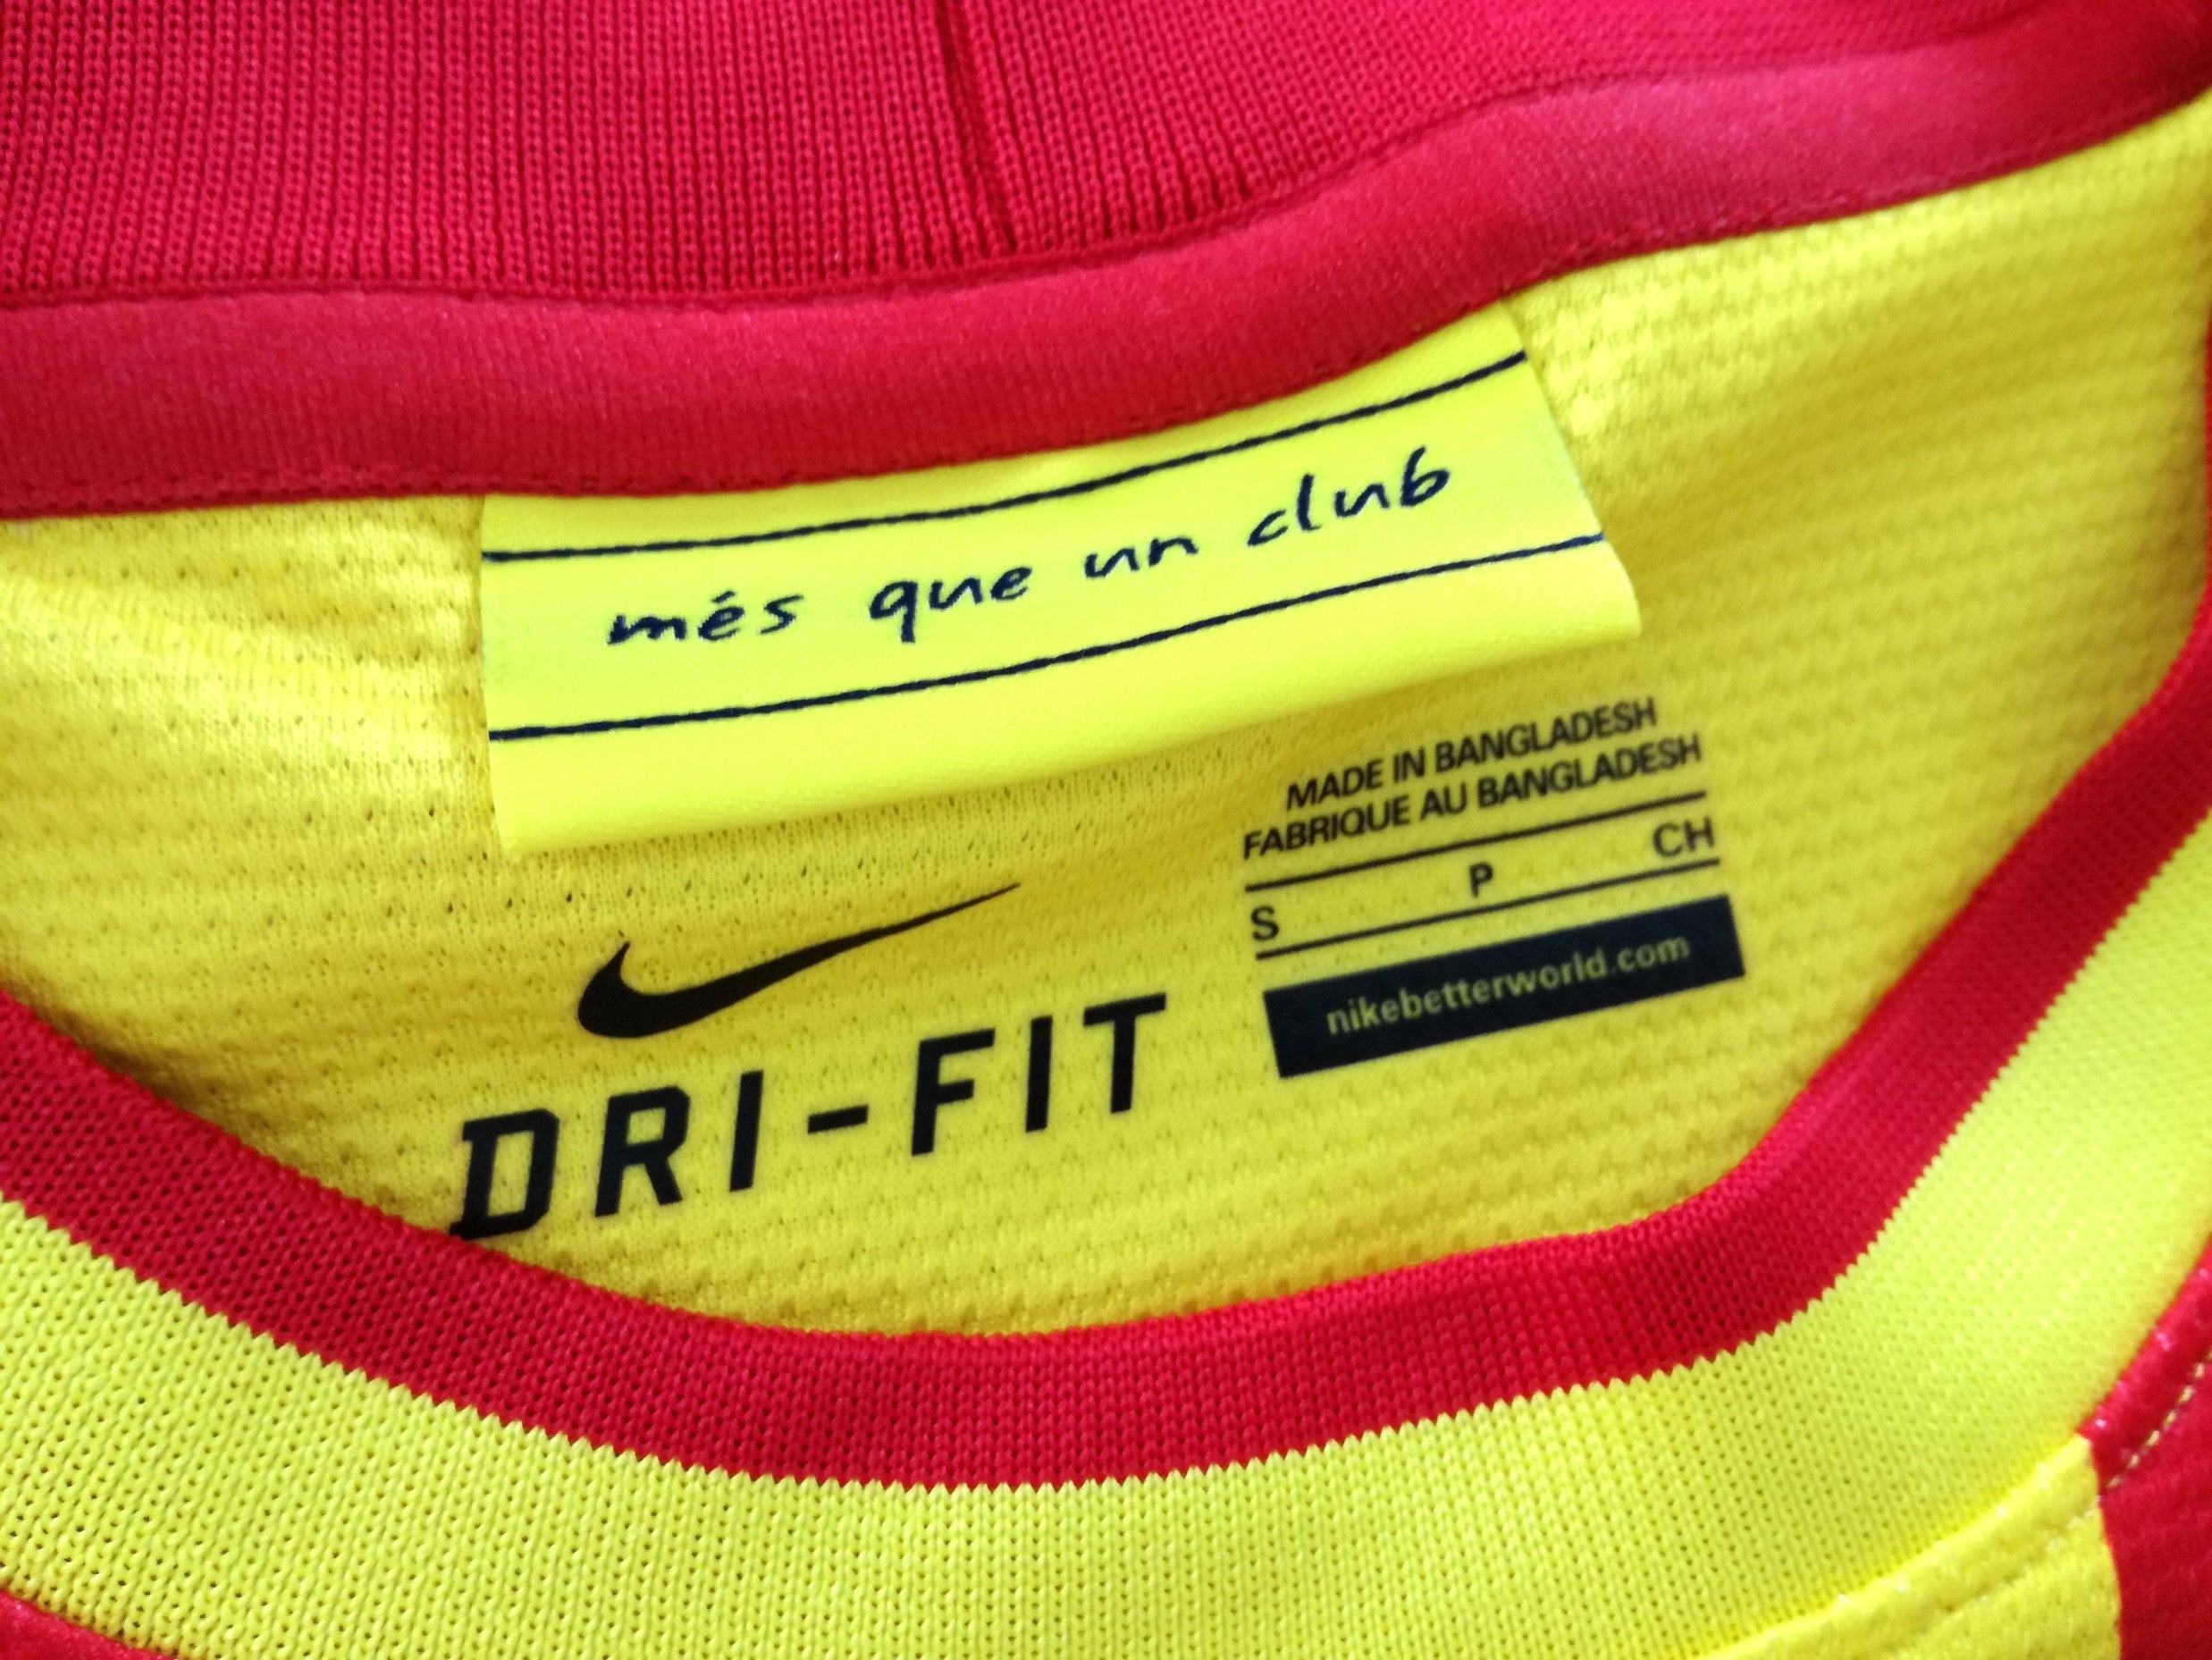 més que un club
MADE IN BANGLADESH
FABRIQUE AU BANGLADESH
S P CH
nikebetterworld.com
DRI-FIT